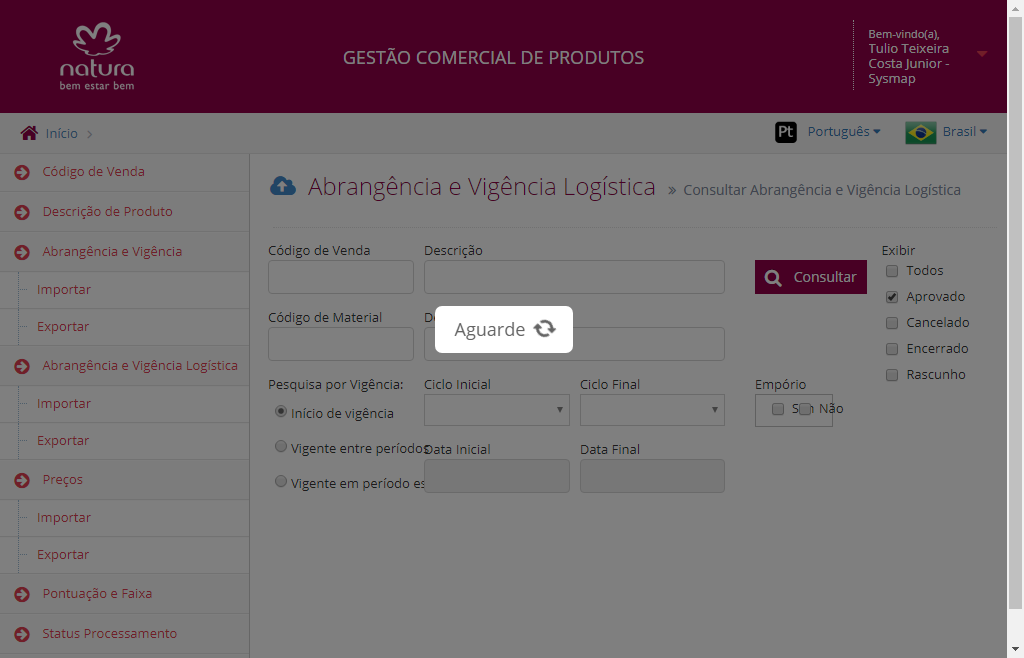 natura
bem estar bem
GESTÃO COMERCIAL DE PRODUTOS
Bem-vindo(a),
Tulio Teixeira
Costa Junior -
Sysmap
Início
Pt Português
Brasil
Código de Venda
Descrição de Produto
Abrangência e Vigência
Importar
Exportar
Abrangência e Vigência Logística
Importar
Exportar
Preços
Importar
Exportar
Pontuação e Faixa
Status Processamento
Abrangência e Vigência Logística » Consultar Abrangência e Vigência Logística
Código de Venda
Descrição
Consultar
Exibir
Todos
Aprovado
Cancelado
Encerrado
Rascunho
Código de Material
Aguarde
Pesquisa por Vigência:
Início de vigência
Vigente entre períodos
Vigente em período es
Ciclo Inicial
Ciclo Final
Data Inicial
Data Final
Empório
Não